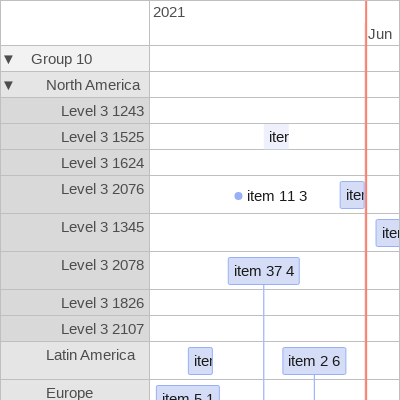 2021
Jun
▼ Group 10
▼ North America
Level 3 1243
Level 3 1525
iter
Level 3 1624
Level 3 2076
item 11 3
iter
Level 3 1345
ite
Level 3 2078
item 37 4
Level 3 1826
Level 3 2107
Latin America
iter
item 2 6
Europe
item 5 1